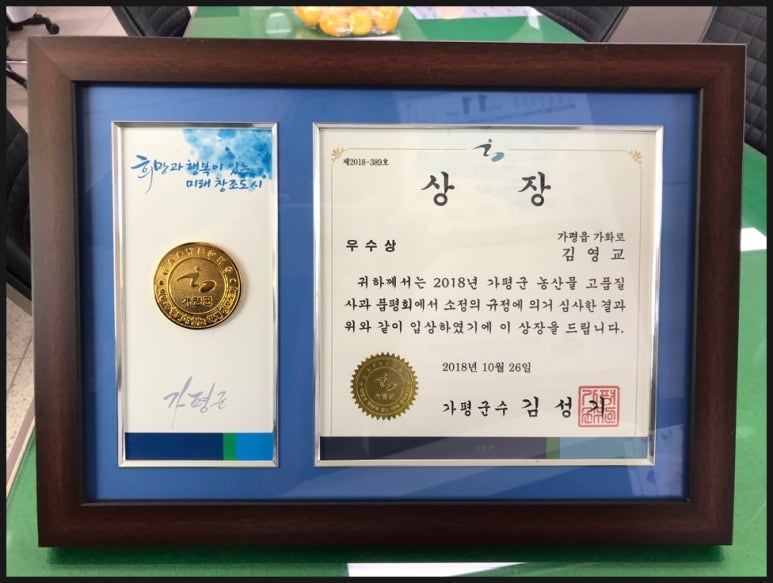 희망과 행복이 있는
미래 창조도시
가평군
가평군
제2018-389호
상 장
우수상
가평읍 가화로
김영교
귀하께서는 2018년 가평군 농산물 고품질
사과 품평회에서 소정의 규정에 의거 심사한 결과
위와 같이 입상하였기에 이 상장을 드립니다.
2018년 10월 26일
가평군수 김성기
가평군